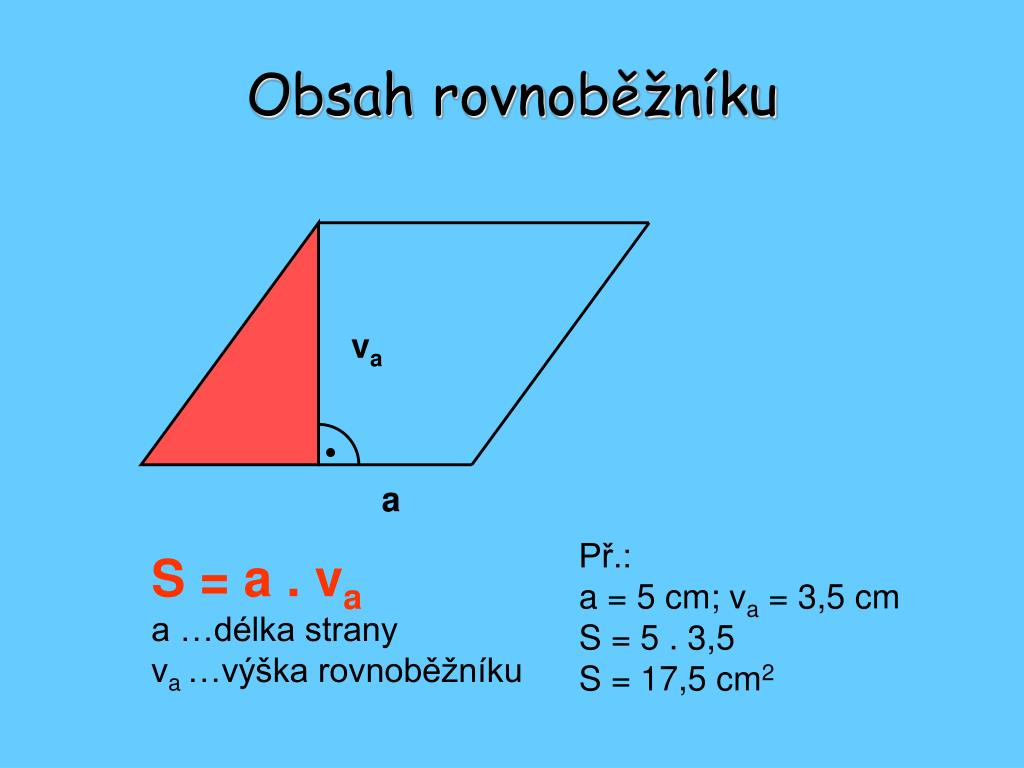 Obsah rovnoběžníku
vₐ
a
S = a . vₐ
a …délka strany
vₐ …výška rovnoběžníku
Př.:
a = 5 cm; vₐ = 3,5 cm
S = 5 . 3,5
S = 17,5 cm²